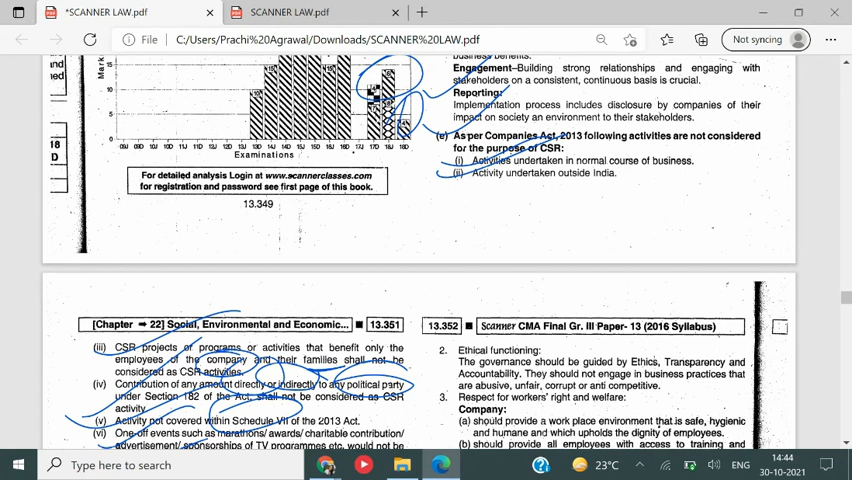 *SCANNER LAW.pdf
SCANNER LAW.pdf
File
C:/Users/Prachi%20Agrawal/Downloads/SCANNER%20LAW.pdf
Not syncing
and
ned
18
D
Mark
15
10
5
0
Examinations
For detailed analysis Login at www.scannerclasses.com
for registration and password see first page of this book.
13.349
business benefits.
Engagement–Building strong relationships and engaging with
stakeholders on a consistent, continuous basis is crucial.
Reporting:
Implementation process includes disclosure by companies of their
impact on society an environment to their stakeholders.
(e) As per Companies Act, 2013 following activities are not considered
for the purpose of CSR:
(i) Activities undertaken in normal course of business.
(ii) Activity undertaken outside India.
[Chapter ➡ 22] Social, Environmental and Economic... ■ 13.351
(iii) CSR projects or programs or activities that benefit only the
employees of the company and their families shall not be
considered as CSR activities.
(iv) Contribution of any amount directly or indirectly to any political party
under Section 182 of the Act, shall not be considered as CSR
activity.
(v) Activity not covered within Schedule VII of the 2013 Act.
(vi) One-off events such as marathons/ awards/ charitable contribution/
advertisement/ sponsorships of TV programmes etc. would not be
13.352 ■ Scanner CMA Final Gr. III Paper- 13 (2016 Syllabus)
2. Ethical functioning:
The governance should be guided by Ethics, Transparency and
Accountability. They should not engage in business practices that
are abusive, unfair, corrupt or anti competitive.
3. Respect for workers' right and welfare:
Company:
(a) should provide a work place environment that is safe, hygienic
and humane and which upholds the dignity of employees.
(b) should provide all employees with access to training and
Type here to search
23°C
ENG
14:44
30-10-2021